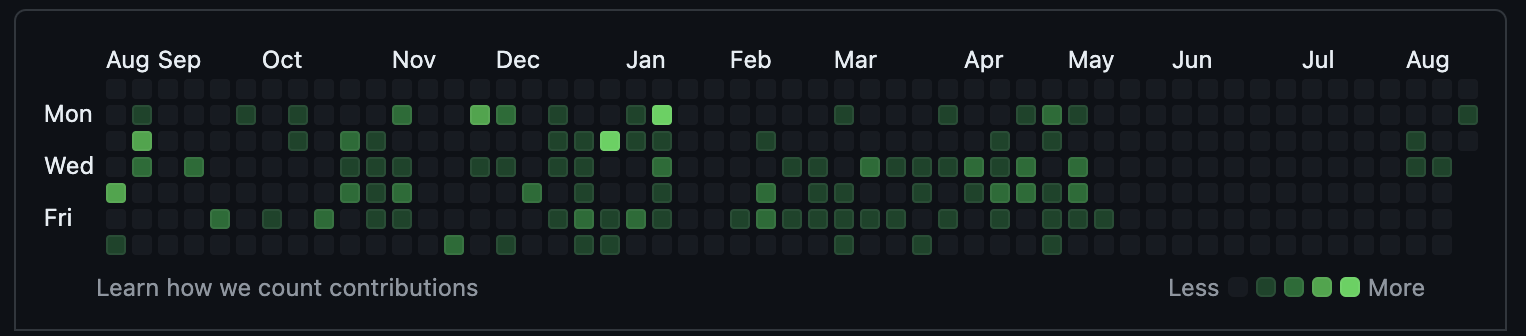 Aug Sep Oct Nov Dec Jan Feb Mar Apr May Jun Jul Aug
Mon
Wed
Fri
Learn how we count contributions
Less More